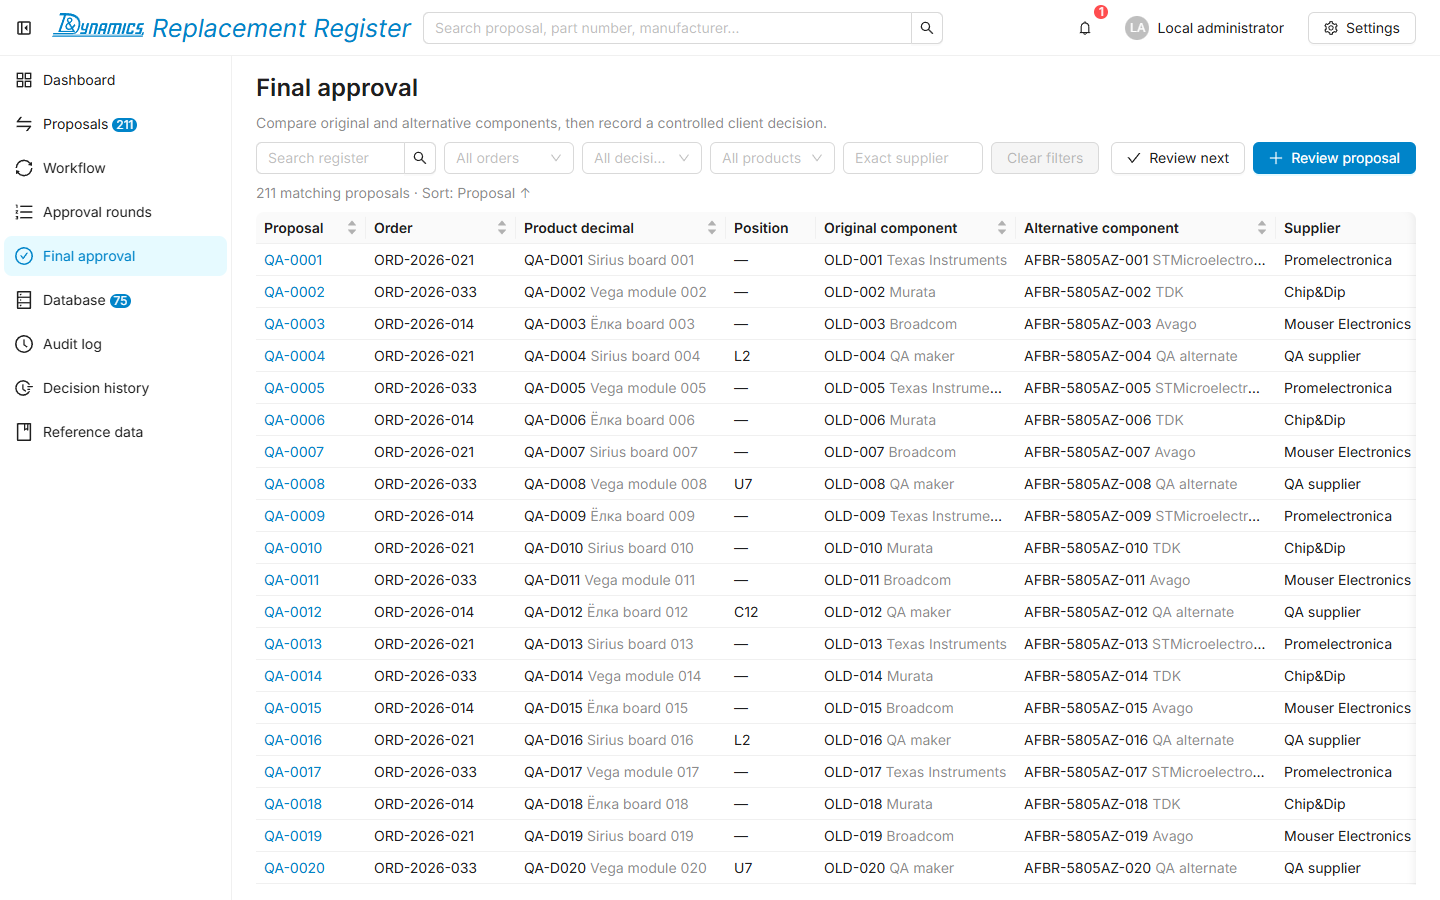 Dynamics Replacement Register
Search proposal, part number, manufacturer...
1
LA Local administrator
Settings
Dashboard
Proposals 211
Workflow
Approval rounds
Final approval
Database 75
Audit log
Decision history
Reference data
Final approval
Compare original and alternative components, then record a controlled client decision.
Search register All orders All decisi... All products Exact supplier Clear filters Review next Review proposal
211 matching proposals · Sort: Proposal ↑
Proposal Order Product decimal Position Original component Alternative component Supplier
QA-0001 ORD-2026-021 QA-D001 Sirius board 001 — OLD-001 Texas Instruments AFBR-5805AZ-001 STMicroelectro... Promelectronica
QA-0002 ORD-2026-033 QA-D002 Vega module 002 — OLD-002 Murata AFBR-5805AZ-002 TDK Chip&Dip
QA-0003 ORD-2026-014 QA-D003 Ёлка board 003 — OLD-003 Broadcom AFBR-5805AZ-003 Avago Mouser Electronics
QA-0004 ORD-2026-021 QA-D004 Sirius board 004 L2 OLD-004 QA maker AFBR-5805AZ-004 QA alternate QA supplier
QA-0005 ORD-2026-033 QA-D005 Vega module 005 — OLD-005 Texas Instrume... AFBR-5805AZ-005 STMicroelectr... Promelectronica
QA-0006 ORD-2026-014 QA-D006 Ёлка board 006 — OLD-006 Murata AFBR-5805AZ-006 TDK Chip&Dip
QA-0007 ORD-2026-021 QA-D007 Sirius board 007 — OLD-007 Broadcom AFBR-5805AZ-007 Avago Mouser Electronics
QA-0008 ORD-2026-033 QA-D008 Vega module 008 U7 OLD-008 QA maker AFBR-5805AZ-008 QA alternate QA supplier
QA-0009 ORD-2026-014 QA-D009 Ёлка board 009 — OLD-009 Texas Instrume... AFBR-5805AZ-009 STMicroelectr... Promelectronica
QA-0010 ORD-2026-021 QA-D010 Sirius board 010 — OLD-010 Murata AFBR-5805AZ-010 TDK Chip&Dip
QA-0011 ORD-2026-033 QA-D011 Vega module 011 — OLD-011 Broadcom AFBR-5805AZ-011 Avago Mouser Electronics
QA-0012 ORD-2026-014 QA-D012 Ёлка board 012 C12 OLD-012 QA maker AFBR-5805AZ-012 QA alternate QA supplier
QA-0013 ORD-2026-021 QA-D013 Sirius board 013 — OLD-013 Texas Instruments AFBR-5805AZ-013 STMicroelectro... Promelectronica
QA-0014 ORD-2026-033 QA-D014 Vega module 014 — OLD-014 Murata AFBR-5805AZ-014 TDK Chip&Dip
QA-0015 ORD-2026-014 QA-D015 Ёлка board 015 — OLD-015 Broadcom AFBR-5805AZ-015 Avago Mouser Electronics
QA-0016 ORD-2026-021 QA-D016 Sirius board 016 L2 OLD-016 QA maker AFBR-5805AZ-016 QA alternate QA supplier
QA-0017 ORD-2026-033 QA-D017 Vega module 017 — OLD-017 Texas Instruments AFBR-5805AZ-017 STMicroelectro... Promelectronica
QA-0018 ORD-2026-014 QA-D018 Ёлка board 018 — OLD-018 Murata AFBR-5805AZ-018 TDK Chip&Dip
QA-0019 ORD-2026-021 QA-D019 Sirius board 019 — OLD-019 Broadcom AFBR-5805AZ-019 Avago Mouser Electronics
QA-0020 ORD-2026-033 QA-D020 Vega module 020 U7 OLD-020 QA maker AFBR-5805AZ-020 QA alternate QA supplier